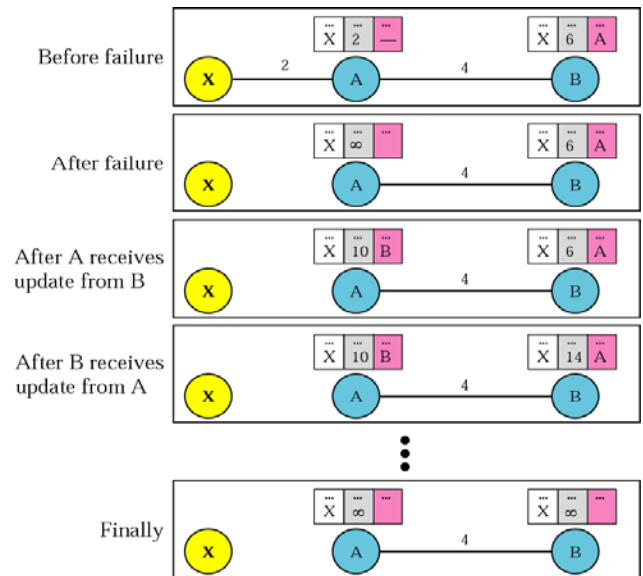 ... ... ...
X 2 —
... ... ...
X 6 A
Before failure
X 2 A 4 B
... ... ...
X ∞
... ... ...
X 6 A
After failure
X A 4 B
... ... ...
X 10 B
... ... ...
X 6 A
After A receives
update from B
X A 4 B
... ... ...
X 10 B
... ... ...
X 14 A
After B receives
update from A
X A 4 B
... ... ...
X ∞
... ... ...
X ∞
Finally
X A 4 B